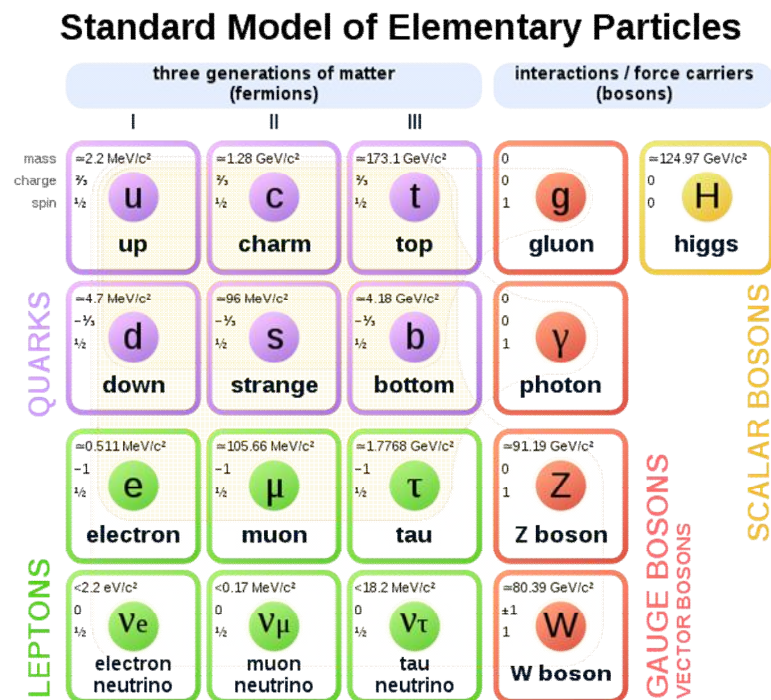 Standard Model of Elementary Particles
three generations of matter
(fermions)
interactions / force carriers
(bosons)
I
II
III
mass
charge
spin
≃2.2 MeV/c²
⅔
½
u
up
≃1.28 GeV/c²
⅔
½
c
charm
≃173.1 GeV/c²
⅔
½
t
top
0
0
1
g
gluon
≃124.97 GeV/c²
0
0
H
higgs
QUARKS
≃4.7 MeV/c²
−⅓
½
d
down
≃96 MeV/c²
−⅓
½
s
strange
≃4.18 GeV/c²
−⅓
½
b
bottom
0
0
1
γ
photon
SCALAR BOSONS
LEPTONS
≃0.511 MeV/c²
−1
½
e
electron
≃105.66 MeV/c²
−1
½
μ
muon
≃1.7768 GeV/c²
−1
½
τ
tau
≃91.19 GeV/c²
0
1
Z
Z boson
GAUGE BOSONS
VECTOR BOSONS
<2.2 eV/c²
0
½
νe
electron
neutrino
<0.17 MeV/c²
0
½
νμ
muon
neutrino
<18.2 MeV/c²
0
½
ντ
tau
neutrino
≃80.39 GeV/c²
±1
1
W
W boson